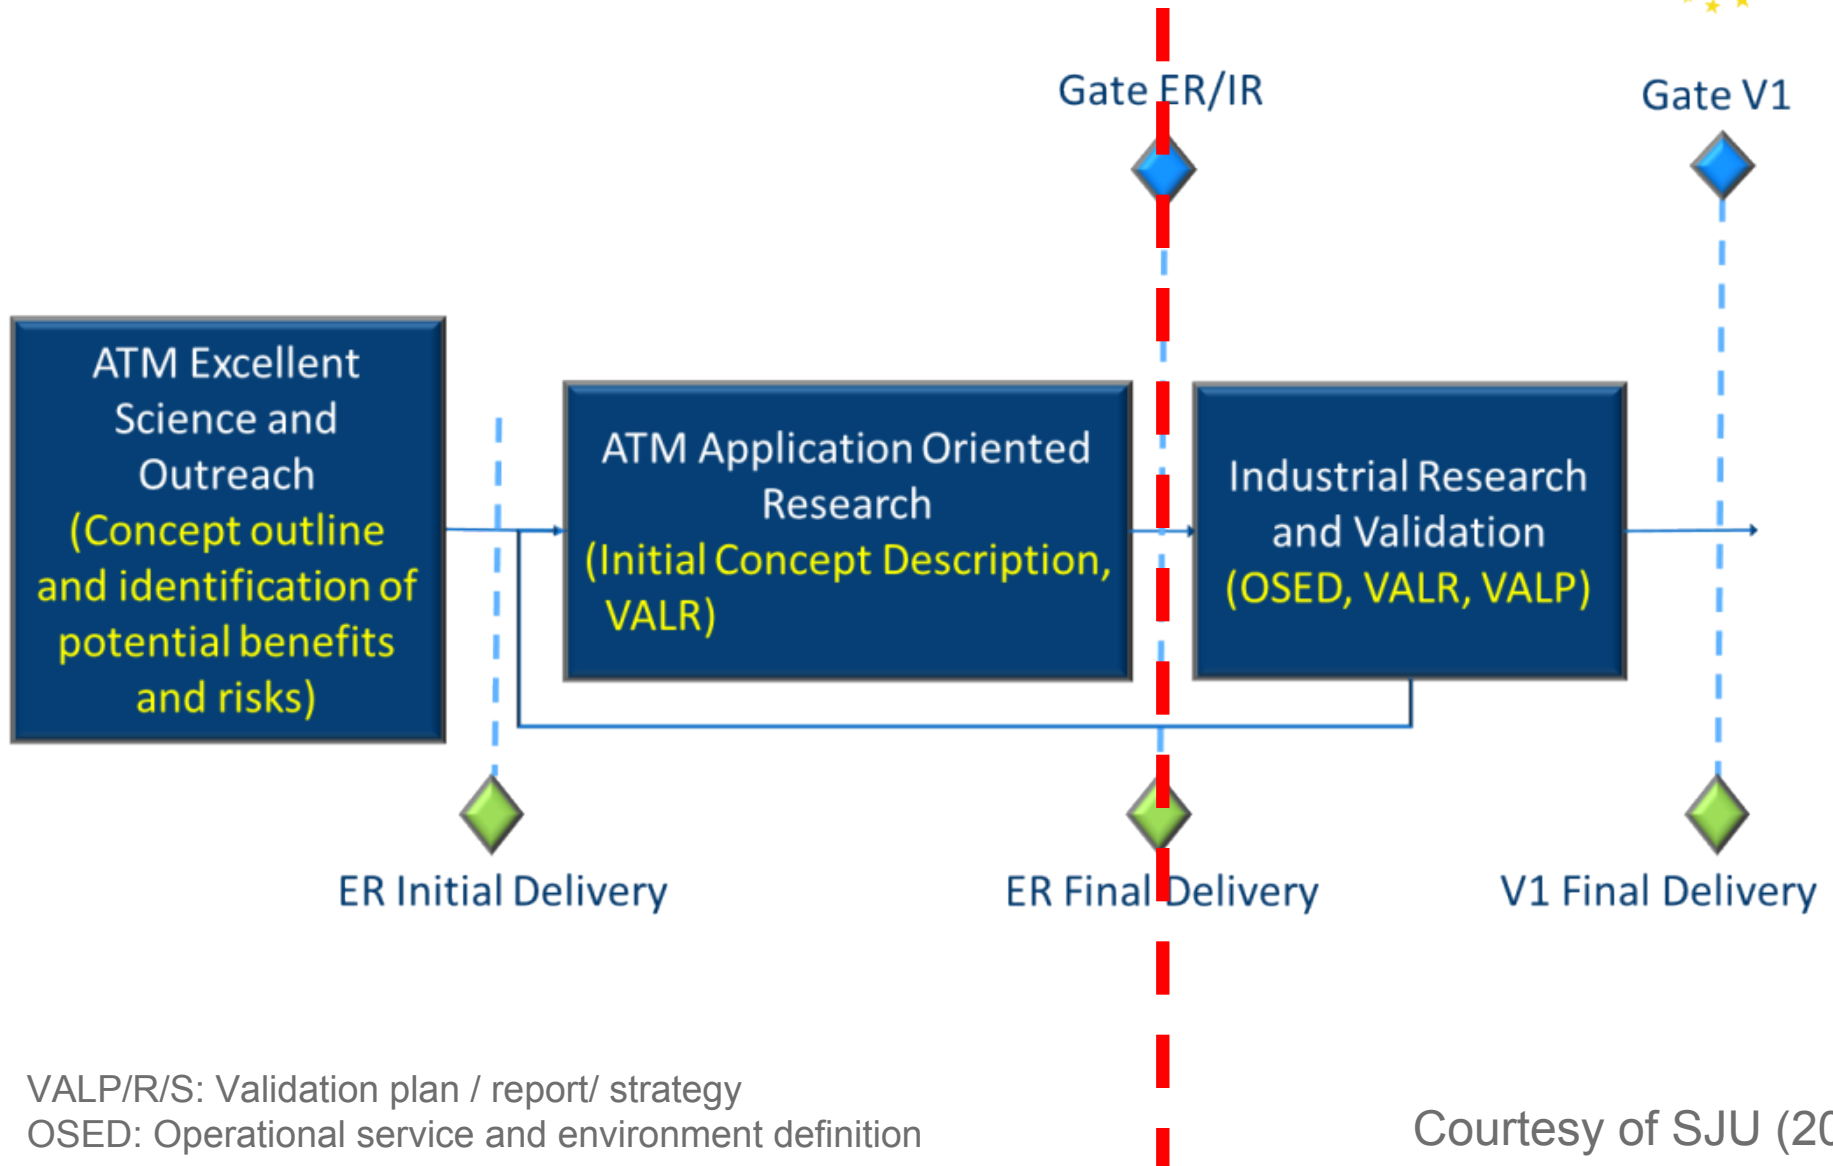 Gate ER/IR
Gate V1
ATM Excellent
Science and
Outreach
(Concept outline
and identification of
potential benefits
and risks)
ATM Application Oriented
Research
(Initial Concept Description,
VALR)
Industrial Research
and Validation
(OSED, VALR, VALP)
ER Initial Delivery
ER Final Delivery
V1 Final Delivery
VALP/R/S: Validation plan / report/ strategy
OSED: Operational service and environment definition
Courtesy of SJU